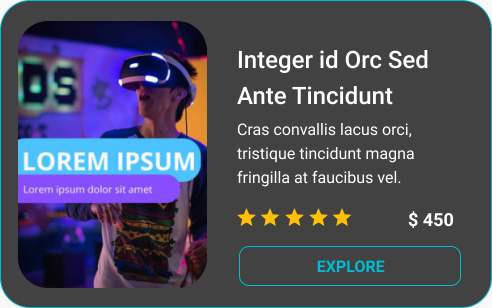 LOREM IPSUM
Lorem ipsum dolor sit amet
Integer id Orc Sed
Ante Tincidunt
Cras convallis lacus orci,
tristique tincidunt magna
fringilla at faucibus vel.
$ 450
EXPLORE